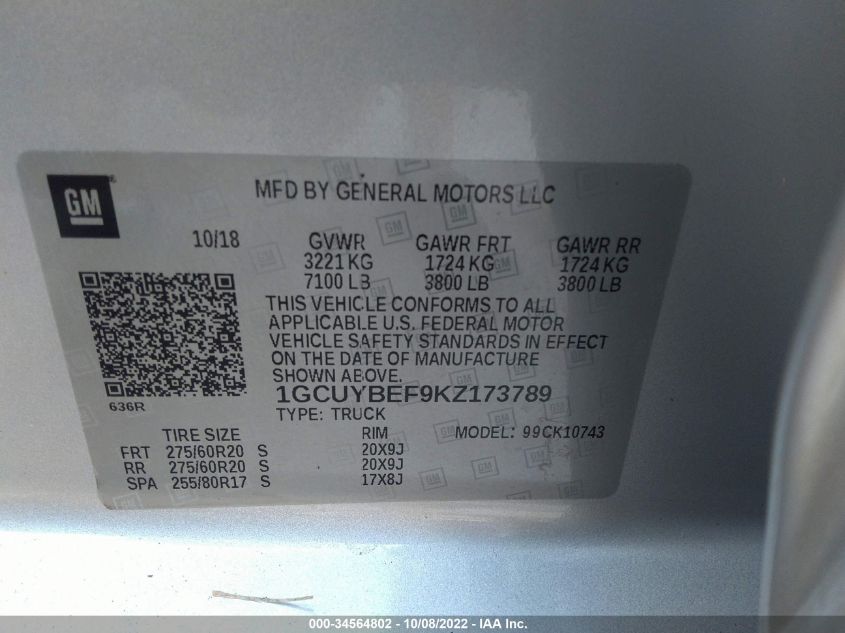 GM
MFD BY GENERAL MOTORS LLC
10/18 GVWR GAWR FRT GAWR RR
3221 KG 1724 KG 1724 KG
7100 LB 3800 LB 3800 LB
THIS VEHICLE CONFORMS TO ALL
APPLICABLE U.S. FEDERAL MOTOR
VEHICLE SAFETY STANDARDS IN EFFECT
ON THE DATE OF MANUFACTURE
SHOWN ABOVE.
1GCUYBEF9KZ173789
636R
TYPE: TRUCK
TIRE SIZE RIM MODEL: 99CK10743
FRT 275/60R20 S 20X9J
RR 275/60R20 S 20X9J
SPA 255/80R17 S 17X8J
000-34564802 - 10/08/2022 - IAA Inc.